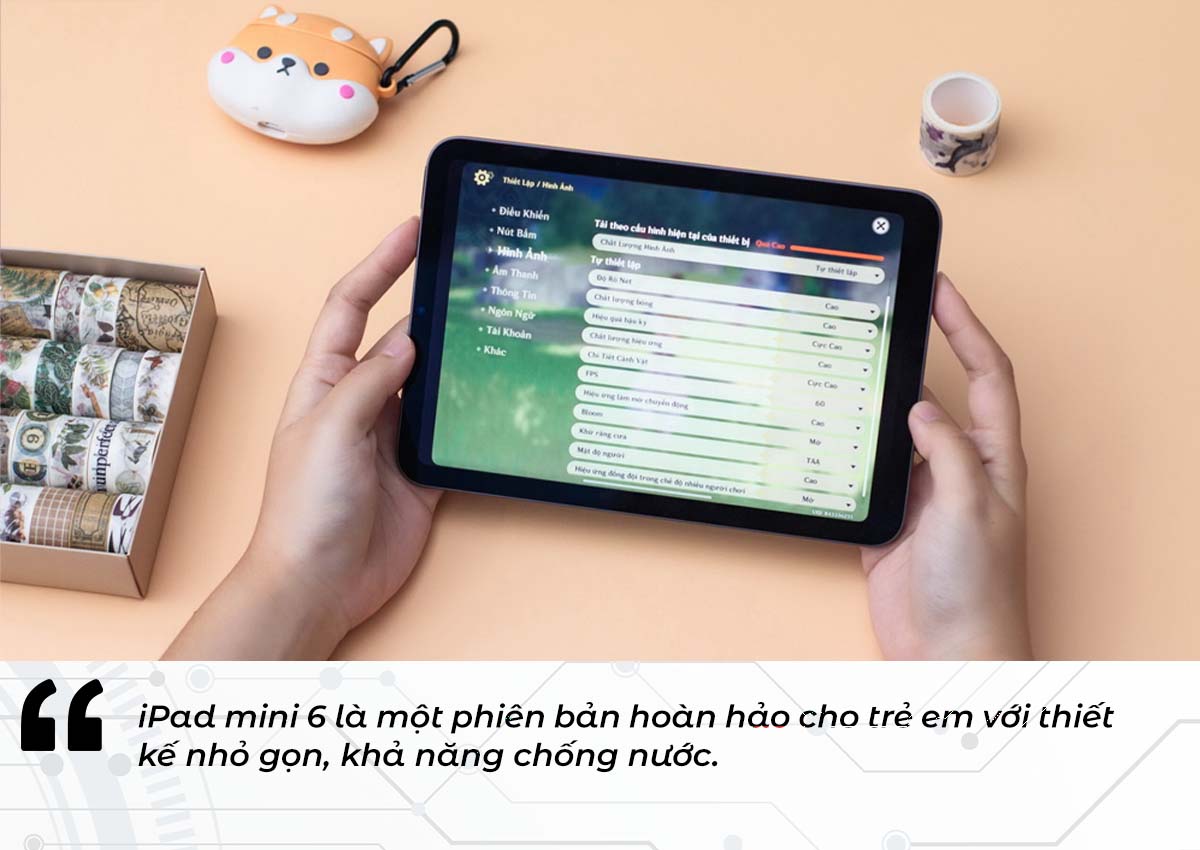 Thiết Lập / Hình Ảnh
Điều Khiển
Nút Bấm
Hình Ảnh
Âm Thanh
Thông Tin
Ngôn Ngữ
Tài Khoản
Khác
Tải theo cấu hình hiện tại của thiết bị Quá Cao
Chất Lượng Hình Ảnh Tự thiết lập
Tự thiết lập
Độ Rõ Nét Cao
Chất lượng bóng Cao
Hiệu quả hậu kỳ Cực Cao
Chất lượng hiệu ứng Cao
Chi Tiết Cảnh Vật Cực Cao
FPS 60
Hiệu ứng làm mờ chuyển động Cao
Bloom Mở
Khử răng cưa TAA
Mật độ người Cao
Hiệu ứng đồng đội trong chế độ nhiều người chơi Mở
iPad mini 6 là một phiên bản hoàn hảo cho trẻ em với thiết
kế nhỏ gọn, khả năng chống nước.